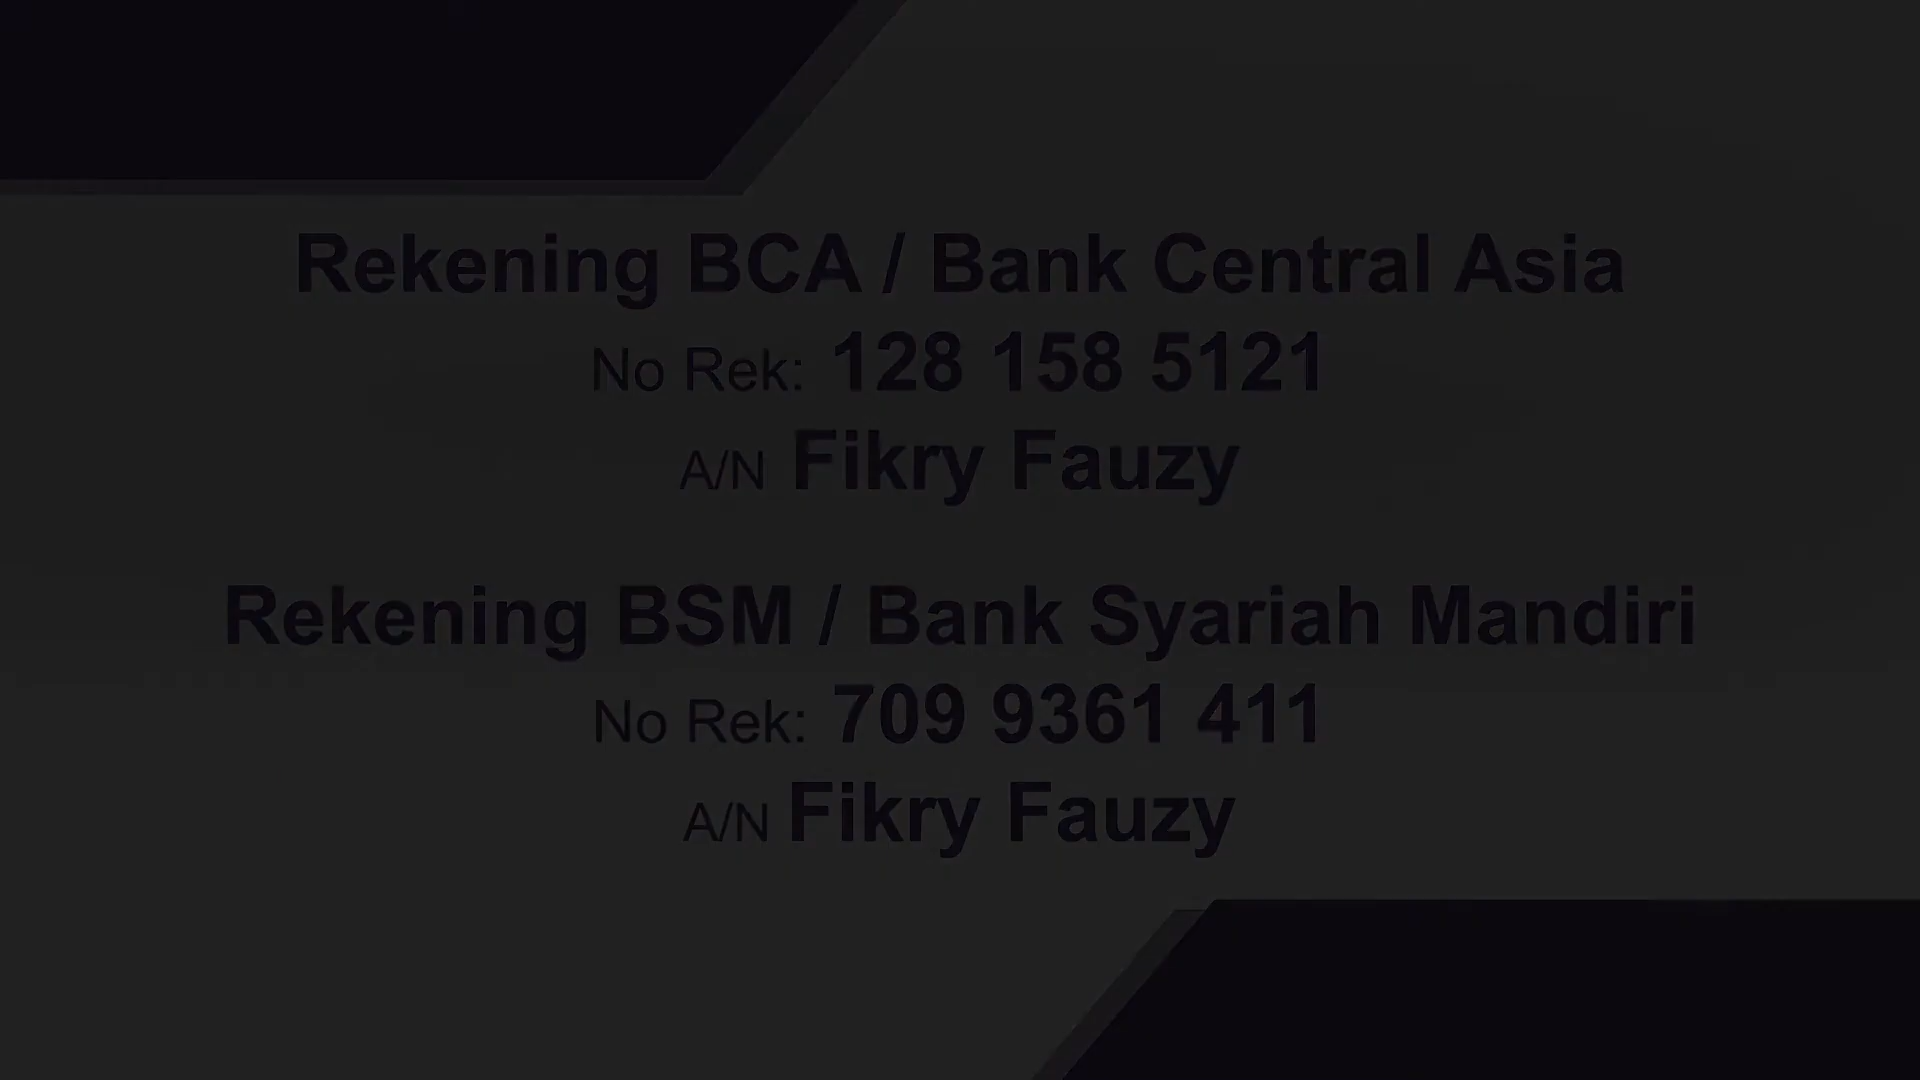 Rekening BCA / Bank Central Asia
No Rek: 128 158 5121
A/N Fikry Fauzy
Rekening BSM / Bank Syariah Mandiri
No Rek: 709 9361 411
A/N Fikry Fauzy